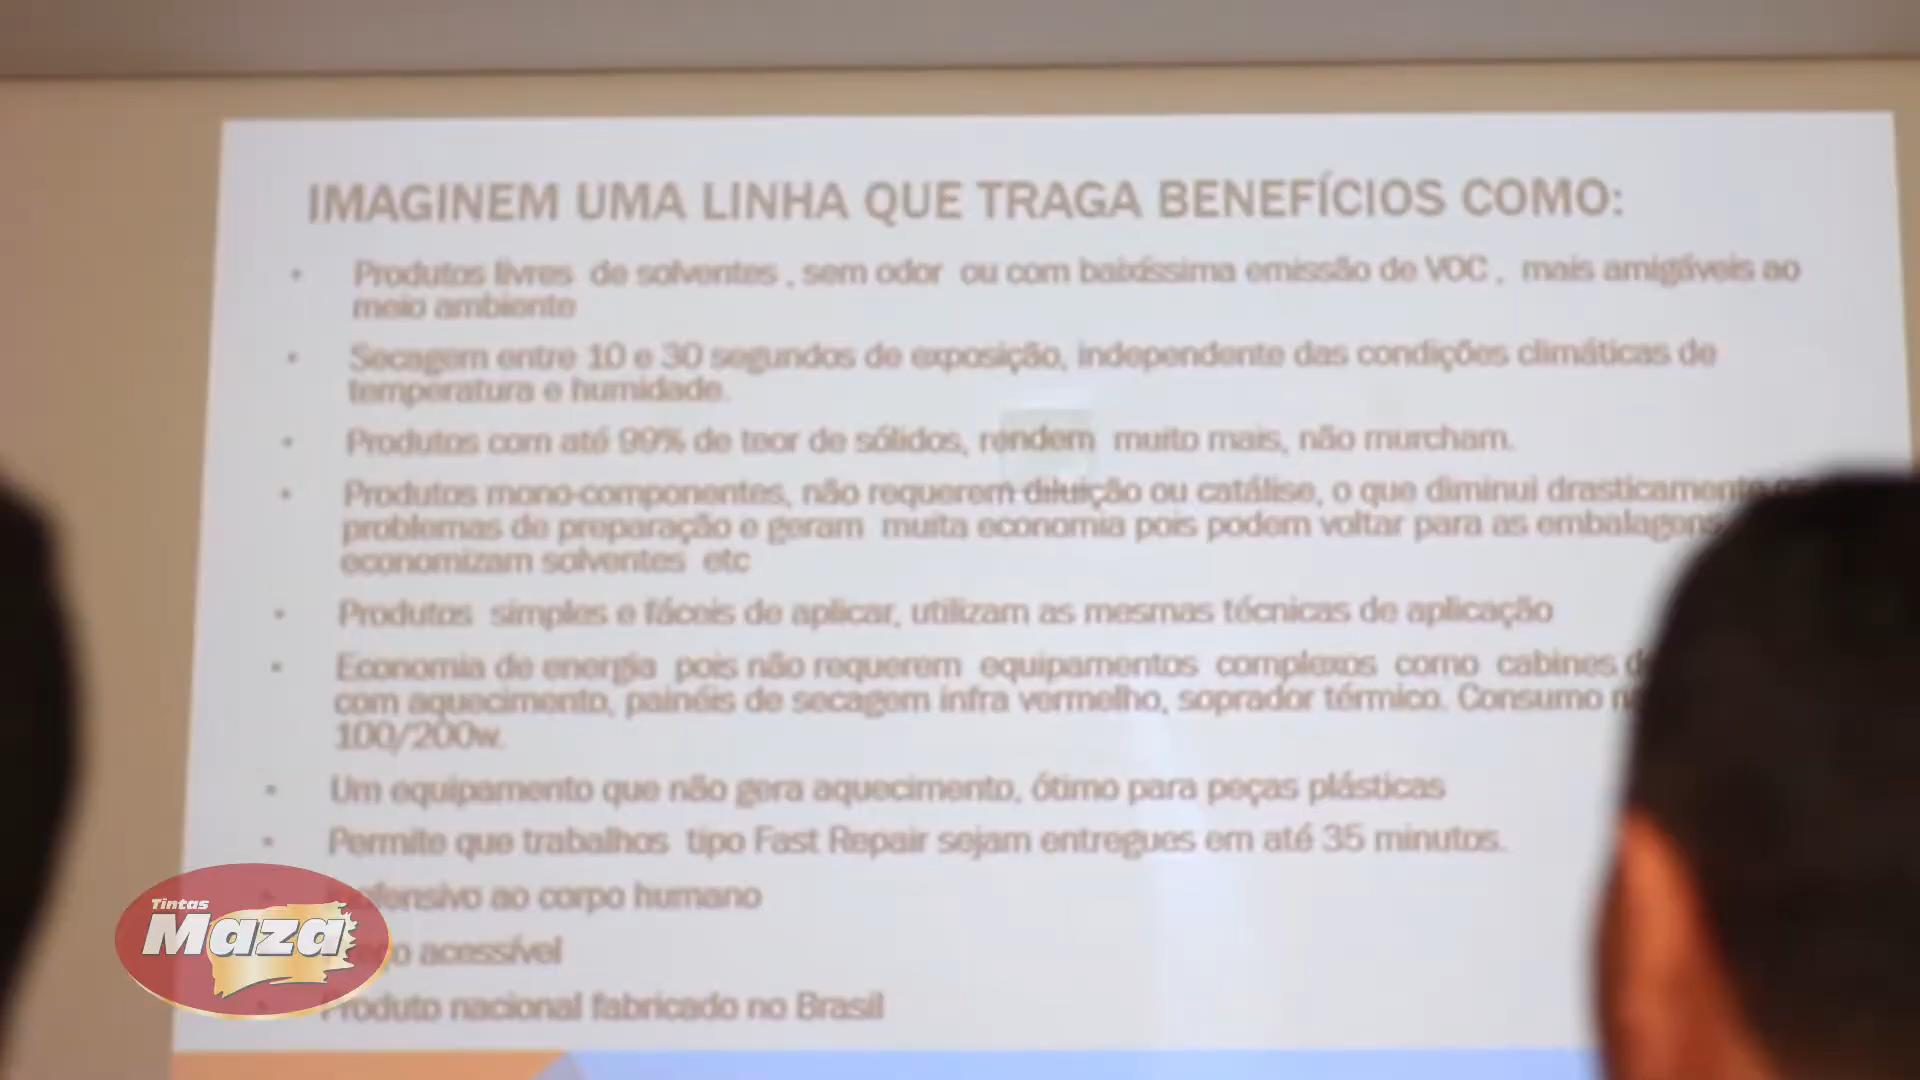 IMAGINEM UMA LINHA QUE TRAGA BENEFÍCIOS COMO:
• Produtos livres de solventes , sem odor ou com baixíssima emissão de VOC , mais amigáveis ao
meio ambiente
• Secagem entre 10 e 30 segundos de exposição, independente das condições climáticas de
temperatura e humidade.
• Produtos com até 99% de teor de sólidos, rendem muito mais, não murcham.
• Produtos mono-componentes, não requerem diluição ou catálise, o que diminui drasticamente
problemas de preparação e geram muita economia pois podem voltar para as embalagens
economizam solventes etc
• Produtos simples e fáceis de aplicar, utilizam as mesmas técnicas de aplicação
• Economia de energia pois não requerem equipamentos complexos como cabines
com aquecimento, painéis de secagem infra vermelho, soprador térmico. Consumo
100/200w.
• Um equipamento que não gera aquecimento, ótimo para peças plásticas
• Permite que trabalhos tipo Fast Repair sejam entregues em até 35 minutos.
ao corpo humano
acessível
Produto nacional fabricado no Brasil
Tintas
Maza